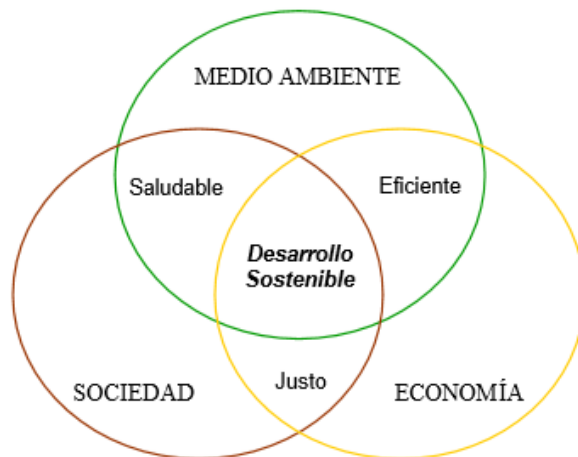 MEDIO AMBIENTE
Saludable
Eficiente
Desarrollo
Sostenible
Justo
SOCIEDAD
ECONOMÍA